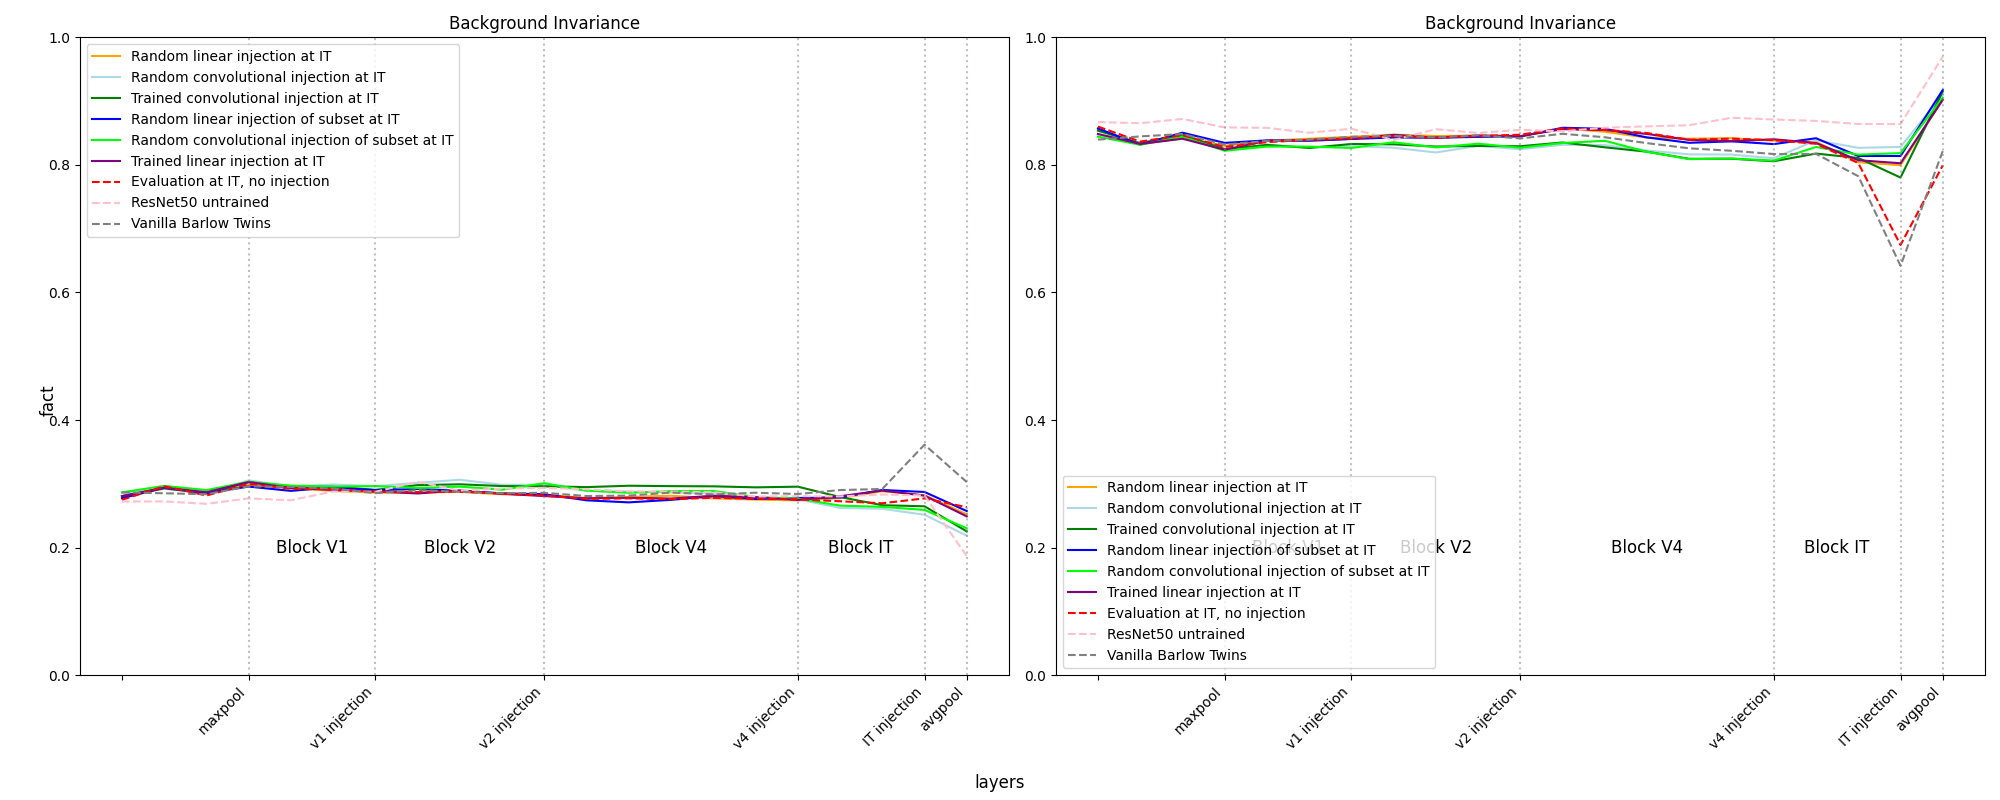 Background Invariance
1.0
0.8
0.6
0.4
0.2
0.0
fact
Random linear injection at IT
Random convolutional injection at IT
Trained convolutional injection at IT
Random linear injection of subset at IT
Random convolutional injection of subset at IT
Trained linear injection at IT
Evaluation at IT, no injection
ResNet50 untrained
Vanilla Barlow Twins
Block V1
Block V2
Block V4
Block IT
maxpool
v1 injection
v2 injection
v4 injection
IT injection
avgpool
Background Invariance
1.0
0.8
0.6
0.4
0.2
0.0
Block V1
Block V2
Block V4
Block IT
Random linear injection at IT
Random convolutional injection at IT
Trained convolutional injection at IT
Random linear injection of subset at IT
Random convolutional injection of subset at IT
Trained linear injection at IT
Evaluation at IT, no injection
ResNet50 untrained
Vanilla Barlow Twins
maxpool
v1 injection
v2 injection
v4 injection
IT injection
avgpool
layers